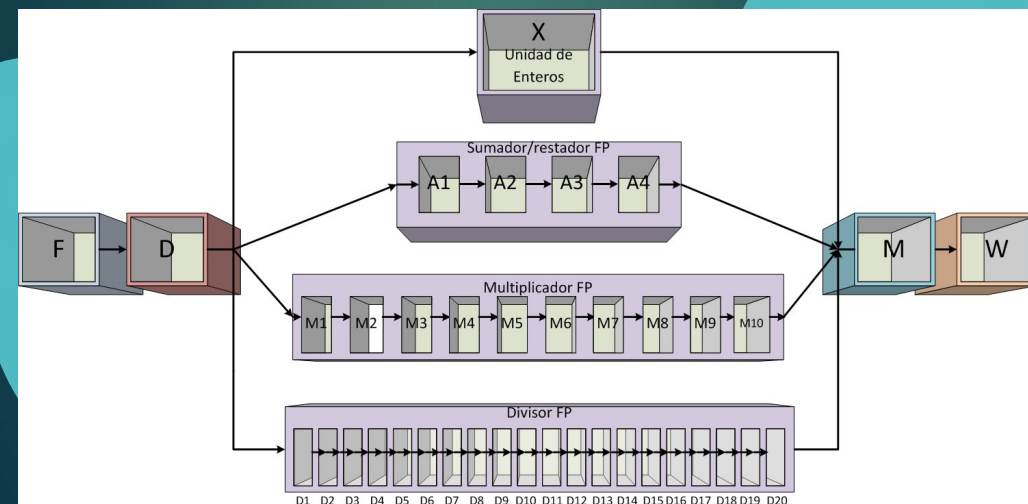 X
Unidad de
Enteros
Sumador/restador FP
A1 A2 A3 A4
F D M W
Multiplicador FP
M1 M2 M3 M4 M5 M6 M7 M8 M9 M10
Divisor FP
D1 D2 D3 D4 D5 D6 D7 D8 D9 D10 D11 D12 D13 D14 D15 D16 D17 D18 D19 D20